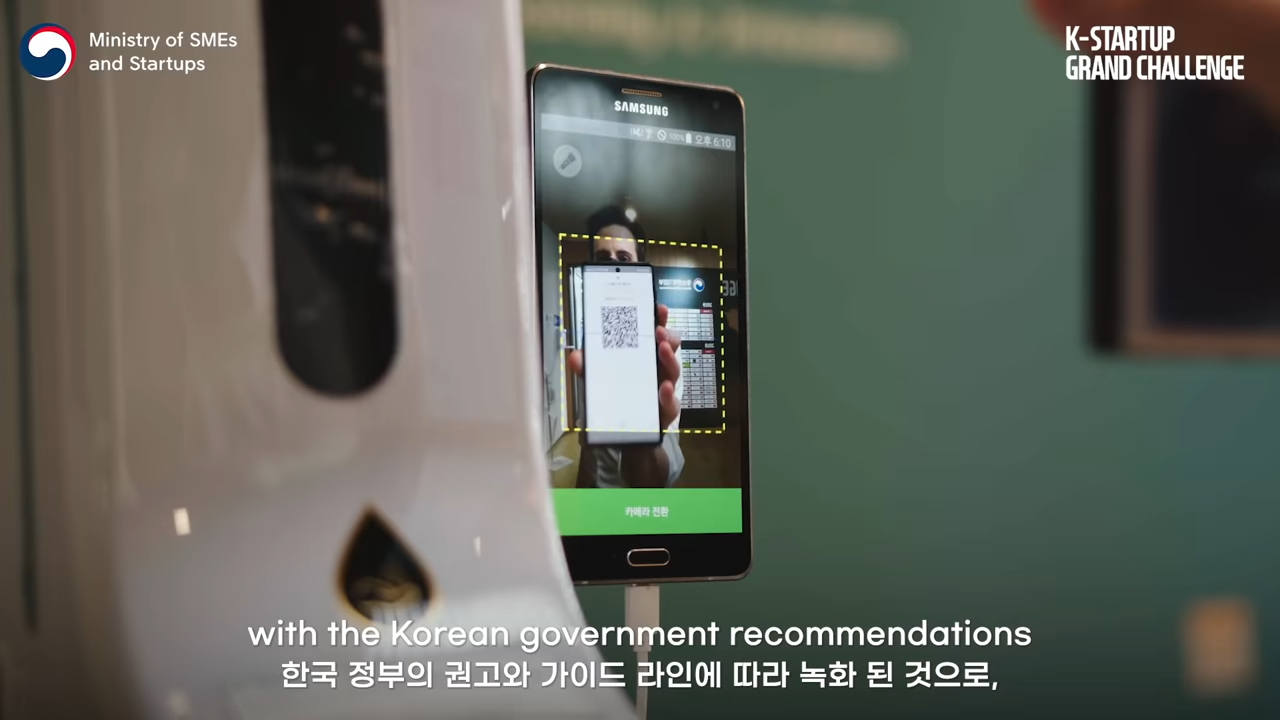 Ministry of SMEs
and Startups
K-STARTUP
GRAND CHALLENGE
SAMSUNG
100%
오후 6:10
카메라 전환
with the Korean government recommendations
한국 정부의 권고와 가이드 라인에 따라 녹화 된 것으로,